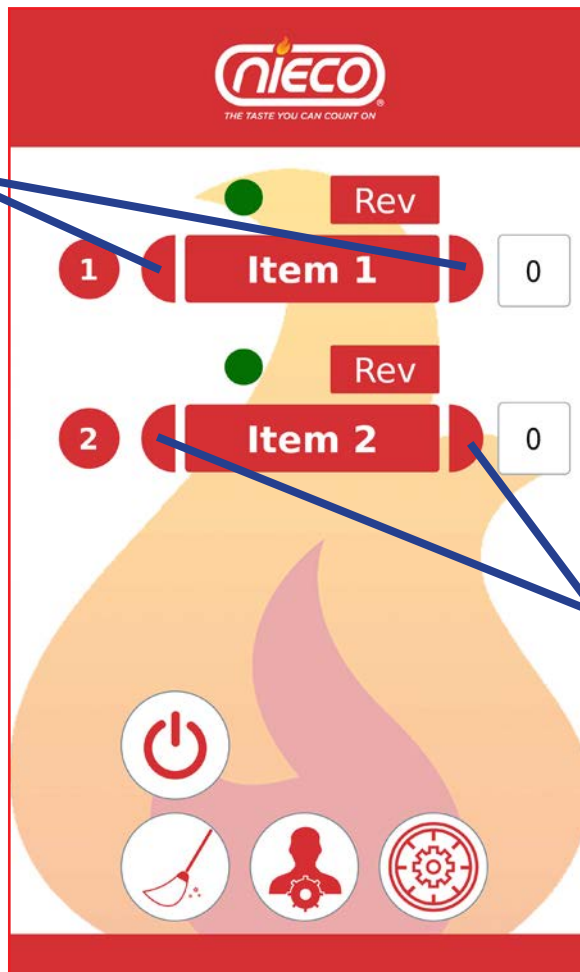 nieco®
THE TASTE YOU CAN COUNT ON
Rev
1 Item 1 0
Rev
2 Item 2 0